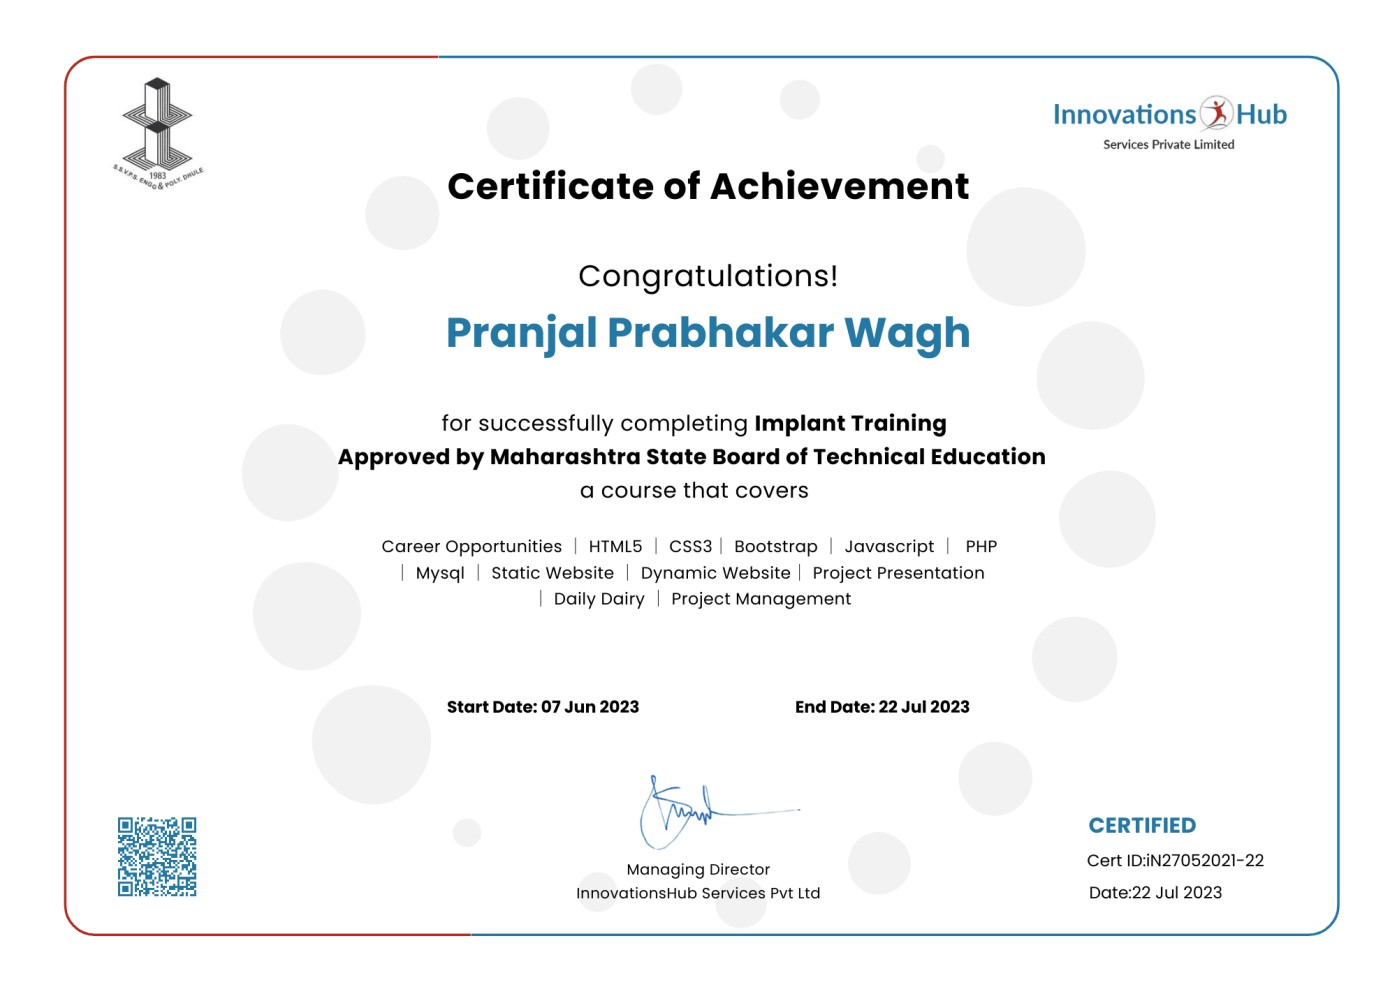 S.S.V.P.S. ENGG & POLY. DHULE
1983
Innovations Hub
Services Private Limited
Certificate of Achievement
Congratulations!
Pranjal Prabhakar Wagh
for successfully completing Implant Training
Approved by Maharashtra State Board of Technical Education
a course that covers
Career Opportunities | HTML5 | CSS3 | Bootstrap | Javascript | PHP
| Mysql | Static Website | Dynamic Website | Project Presentation
| Daily Dairy | Project Management
Start Date: 07 Jun 2023 End Date: 22 Jul 2023
Managing Director
InnovationsHub Services Pvt Ltd
CERTIFIED
Cert ID:iN27052021-22
Date:22 Jul 2023